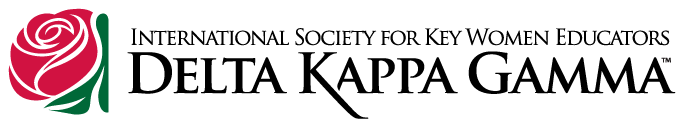 International Society for Key Women Educators
Delta Kappa Gamma™